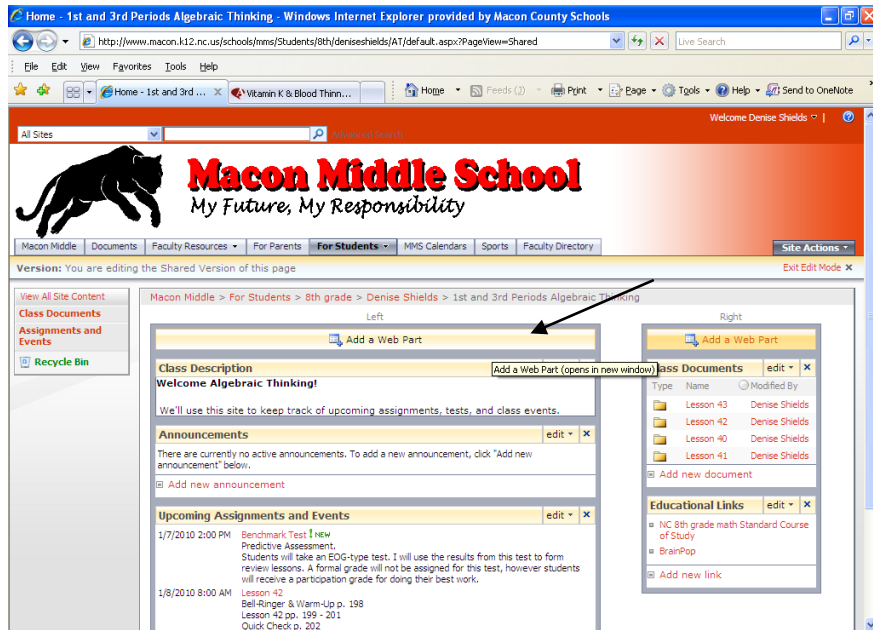 Home - 1st and 3rd Periods Algebraic Thinking - Windows Internet Explorer provided by Macon County Schools
http://www.macon.k12.nc.us/schools/mms/Students/8th/deniseshields/AT/default.aspx?PageView=Shared
Live Search
File Edit View Favorites Tools Help
Home - 1st and 3rd ... Vitamin K & Blood Thinn... Home Feeds (J) Print Page Tools Help Send to OneNote
Welcome Denise Shields
All Sites Advanced Search
Macon Middle School
My Future, My Responsibility
Macon Middle Documents Faculty Resources For Parents For Students MMS Calendars Sports Faculty Directory Site Actions
Version: You are editing the Shared Version of this page Exit Edit Mode
View All Site Content
Class Documents
Assignments and
Events
Recycle Bin
Macon Middle > For Students > 8th grade > Denise Shields > 1st and 3rd Periods Algebraic Thinking
Left
Add a Web Part
Add a Web Part (opens in new window)
Class Description
Welcome Algebraic Thinking!
We'll use this site to keep track of upcoming assignments, tests, and class events.
Announcements edit
There are currently no active announcements. To add a new announcement, click "Add new
announcement" below.
Add new announcement
Upcoming Assignments and Events edit
1/7/2010 2:00 PM Benchmark Test ! NEW
Predictive Assessment.
Students will take an EOG-type test. I will use the results from this test to form
review lessons. A formal grade will not be assigned for this test, however students
will receive a participation grade for doing their best work.
1/8/2010 8:00 AM Lesson 42
Bell-Ringer & Warm-Up p. 198
Lesson 42 pp. 199 - 201
Quick Check p. 202
Right
Add a Web Part
lass Documents edit
Type Name Modified By
Lesson 43 Denise Shields
Lesson 42 Denise Shields
Lesson 40 Denise Shields
Lesson 41 Denise Shields
Add new document
Educational Links edit
NC 8th grade math Standard Course
of Study
BrainPop
Add new link